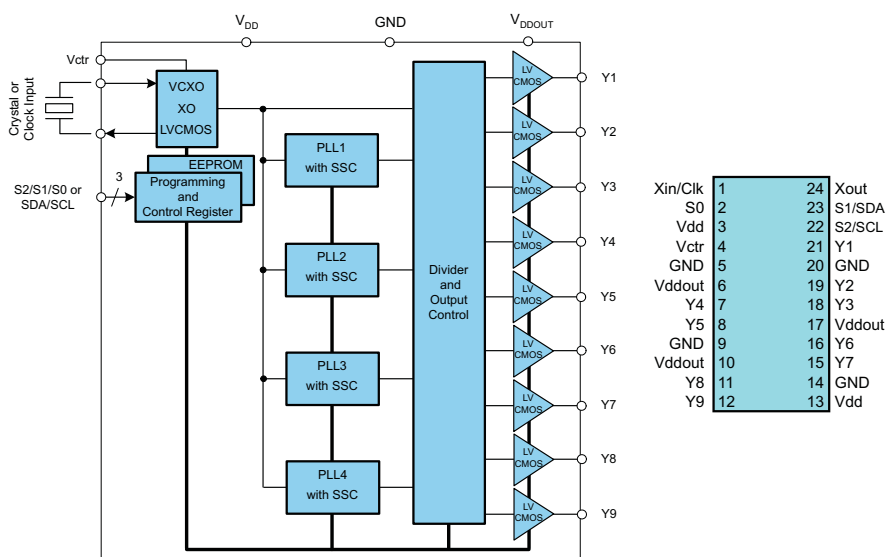 VDD
GND
VDDOUT
Vctr
Crystal or
Clock Input
VCXO
XO
LVCMOS
EEPROM
Programming
and
Control Register
3
S2/S1/S0 or
SDA/SCL
PLL1
with SSC
PLL2
with SSC
PLL3
with SSC
PLL4
with SSC
Divider
and
Output
Control
LV
CMOS
Y1
LV
CMOS
Y2
LV
CMOS
Y3
LV
CMOS
Y4
LV
CMOS
Y5
LV
CMOS
Y6
LV
CMOS
Y7
LV
CMOS
Y8
LV
CMOS
Y9
Xin/Clk 1 24 Xout
S0 2 23 S1/SDA
Vdd 3 22 S2/SCL
Vctr 4 21 Y1
GND 5 20 GND
Vddout 6 19 Y2
Y4 7 18 Y3
Y5 8 17 Vddout
GND 9 16 Y6
Vddout 10 15 Y7
Y8 11 14 GND
Y9 12 13 Vdd